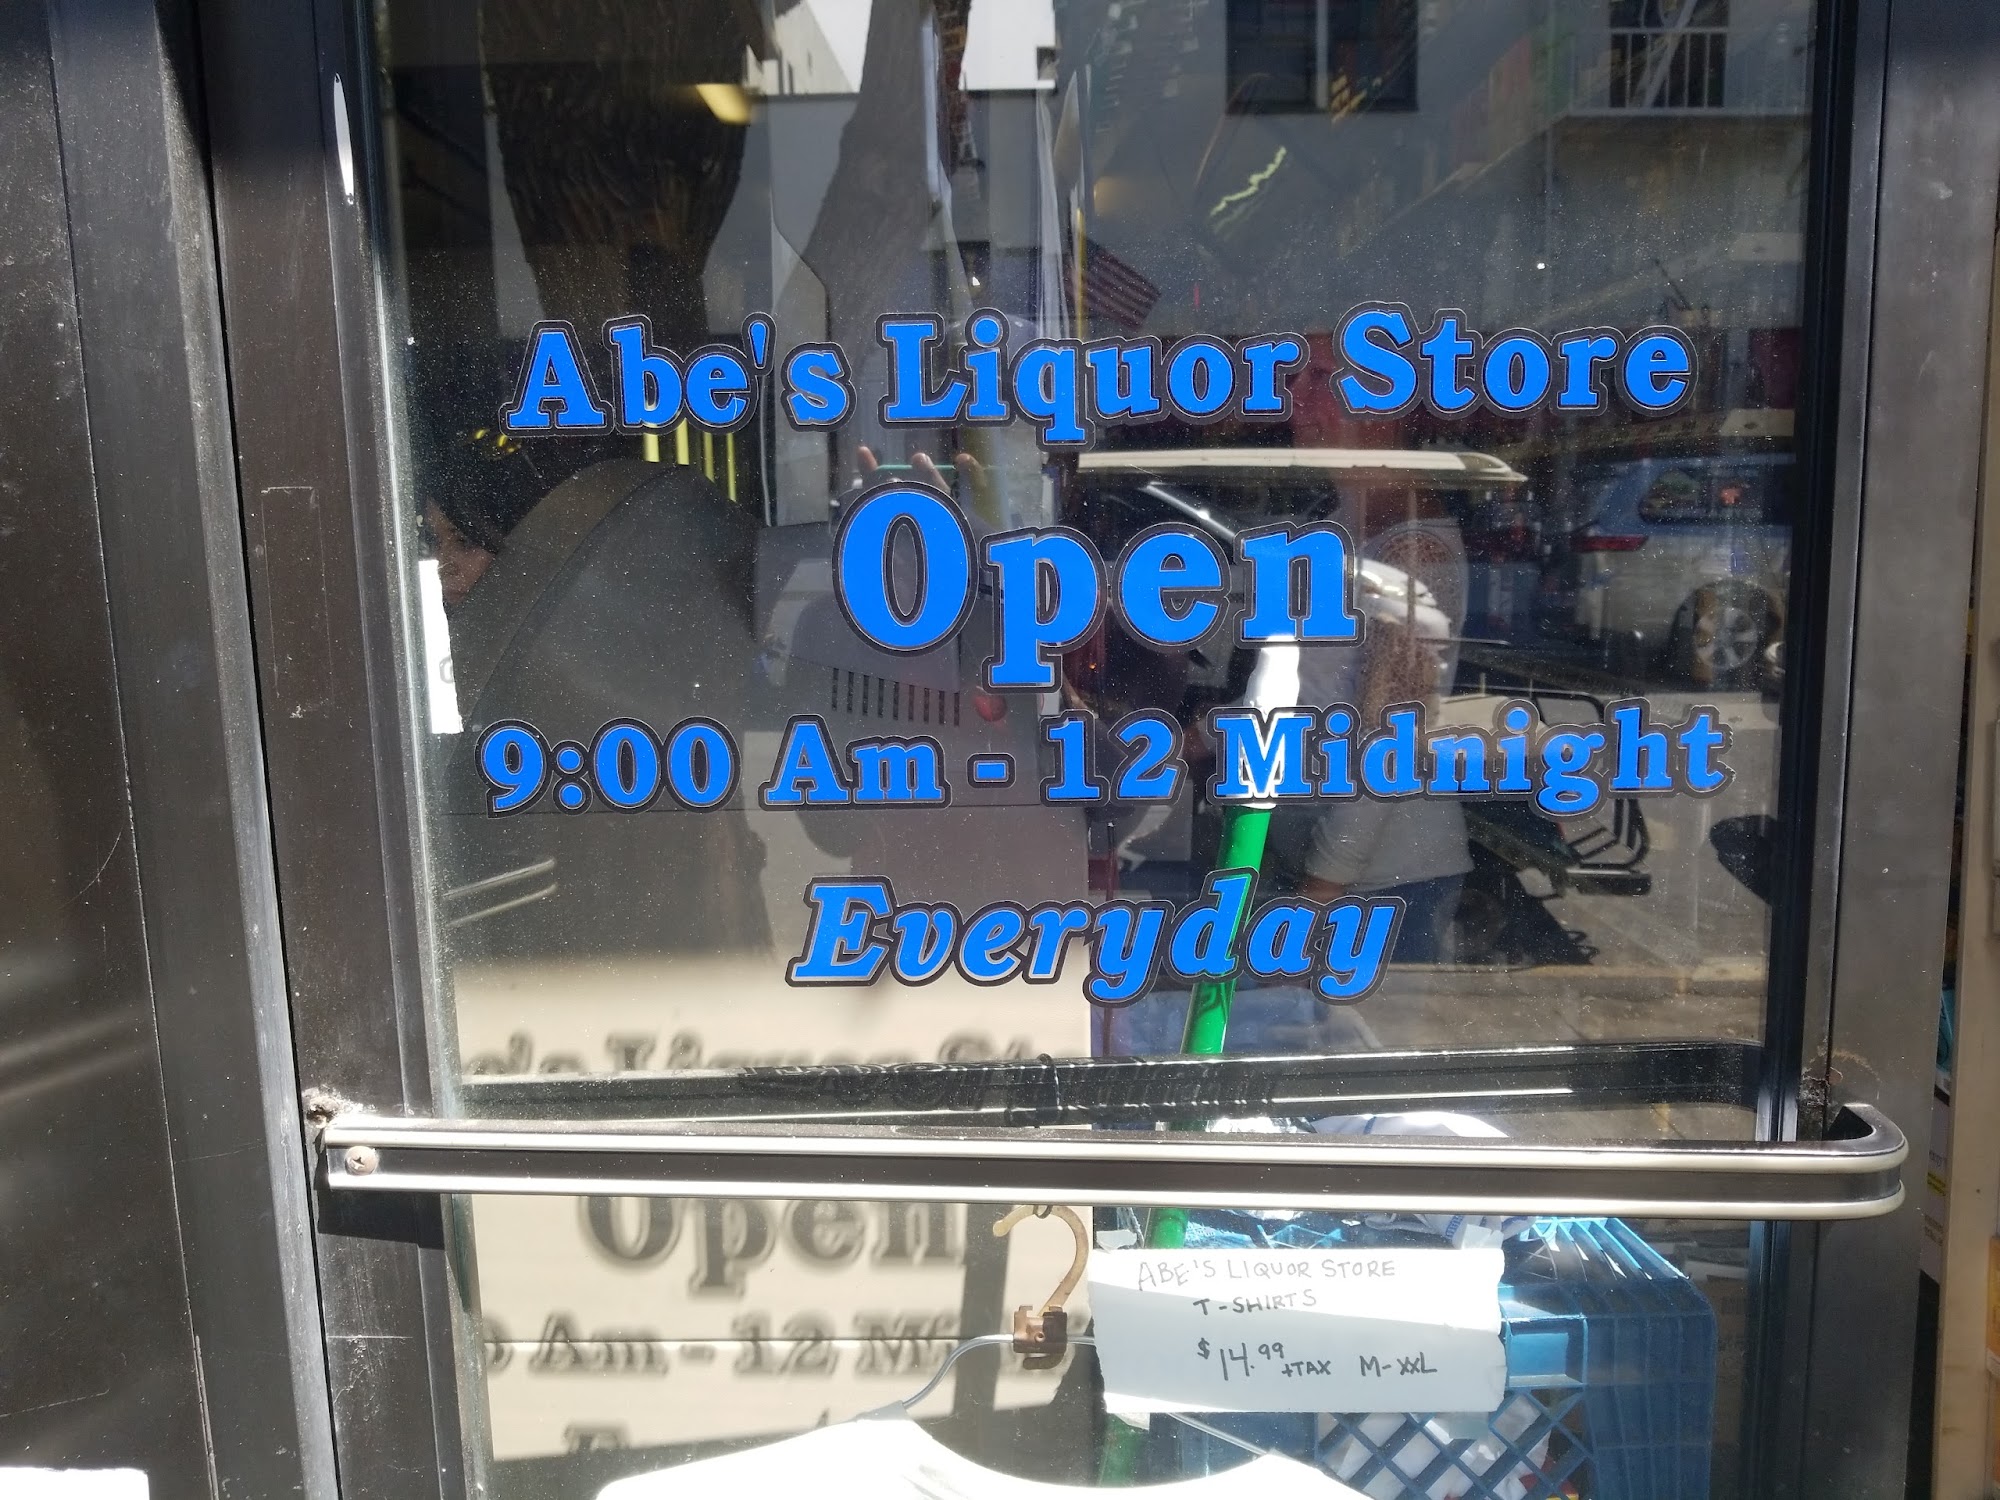 Abe's Liquor Store
Open
9:00 Am - 12 Midnight
Everyday
ABE'S LIQUOR STORE
T-SHIRTS
$14.99 +TAX M-XXL